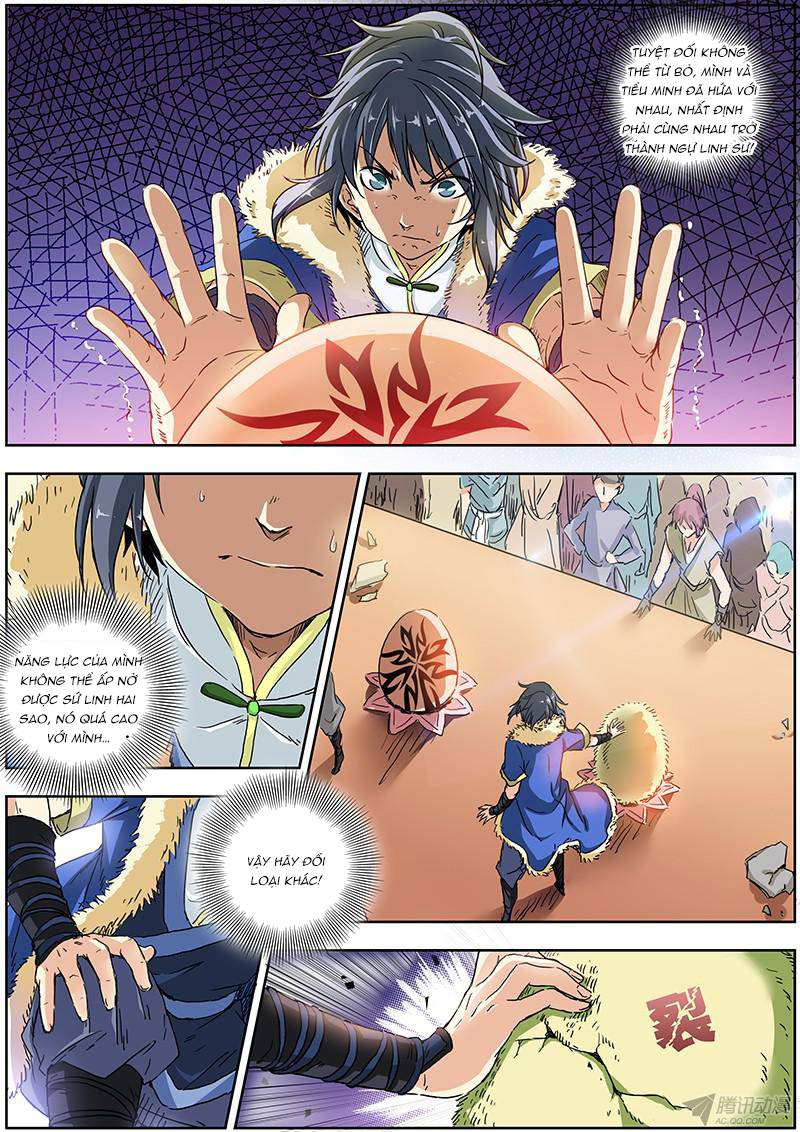 TUYỆT ĐỐI KHÔNG
THỂ TỪ BỎ, MÌNH VÀ
TIỂU MINH ĐÃ HỨA VỚI
NHAU, NHẤT ĐỊNH
PHẢI CÙNG NHAU TRỞ
THÀNH NGỰ LINH SƯ!
NĂNG LỰC CỦA MÌNH
KHÔNG THỂ ẤP NỞ
ĐƯỢC SỨ LINH HAI
SAO, NÓ QUÁ CAO
VỚI MÌNH...
VẬY HÃY ĐỔI
LOẠI KHÁC!
裂
腾讯动漫
AC.QQ.COM